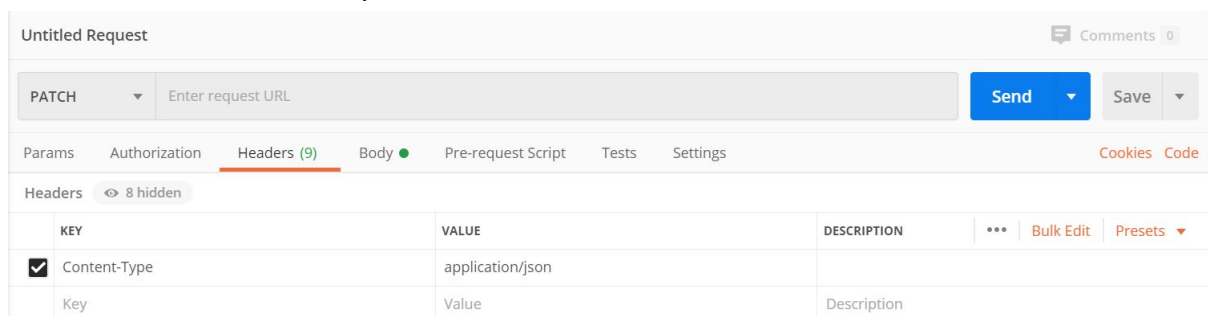 Untitled Request Comments 0
PATCH Enter request URL Send Save
Params Authorization Headers (9) Body Pre-request Script Tests Settings Cookies Code
Headers 8 hidden
KEY VALUE DESCRIPTION ••• Bulk Edit Presets
Content-Type application/json
Key Value Description